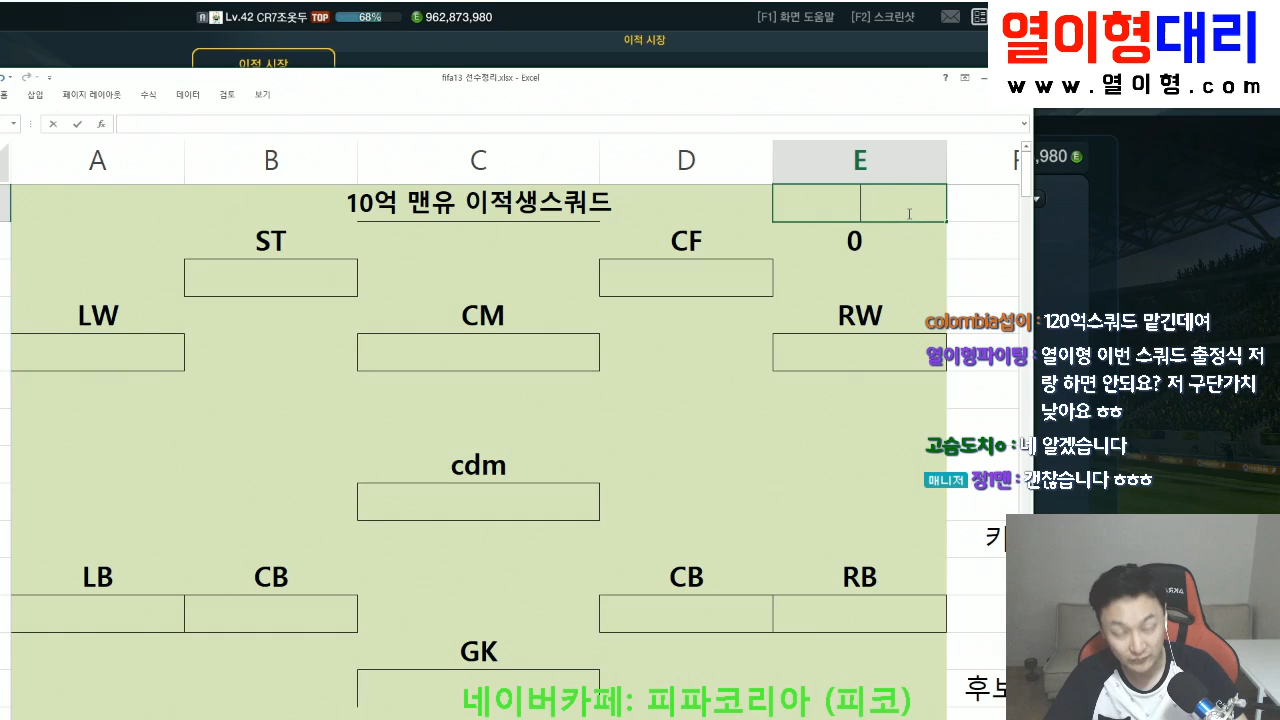 Lv.42 CR7조웃두 TOP 68% E 962,873,980 [F1] 화면 도움말 [F2] 스크린샷
열이형대리
www.열이형.com
이적 시장
이적 시장
fifa13 선수정리.xlsx - Excel
?
홈 삽입 페이지 레이아웃 수식 데이터 검토 보기
fx
A B C D E
,980 E
10억 맨유 이적생스쿼드
ST CF 0
LW CM RW
colombia섭이 : 120억스쿼드 맡긴데여
열이형파이팅 : 열이형 이번 스쿼드 출정식 저
랑 하면 안되요? 저 구단가치
낮아요 ㅎㅎ
고슴도치o : 네 알겠습니다
매니저 정1맨 : 갠찮습니다 ㅎㅎㅎ
cdm
LB CB CB RB
GK
후보
네이버카페: 피파코리아 (피코)